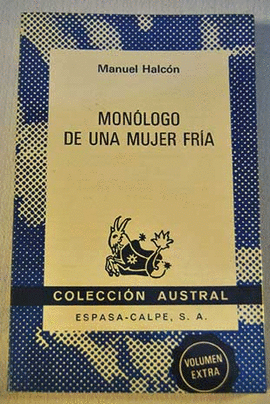 Manuel Halcón
MONÓLOGO
DE UNA MUJER FRÍA
COLECCIÓN AUSTRAL
ESPASA-CALPE, S. A.
VOLUMEN
EXTRA